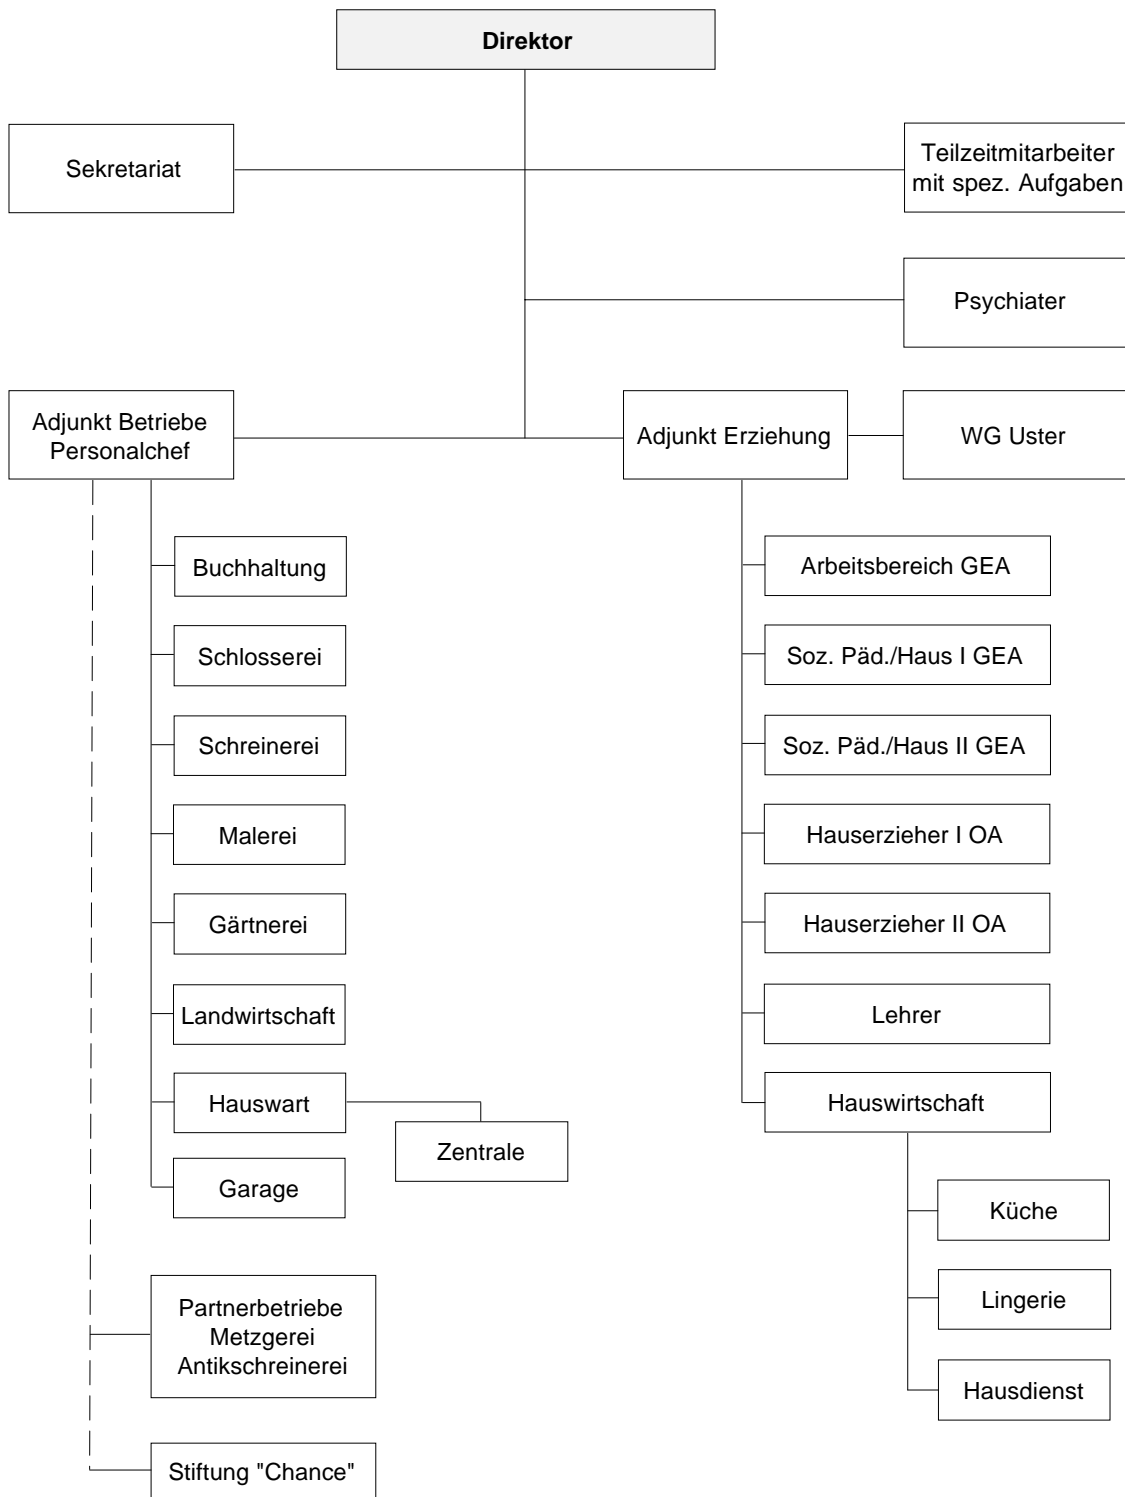 Direktor
Sekretariat
Teilzeitmitarbeiter
mit spez. Aufgaben
Psychiater
Adjunkt Betriebe
Personalchef
Adjunkt Erziehung
WG Uster
Buchhaltung
Schlosserei
Schreinerei
Malerei
Gärtnerei
Landwirtschaft
Hauswart
Zentrale
Garage
Partnerbetriebe
Metzgerei
Antikschreinerei
Stiftung "Chance"
Arbeitsbereich GEA
Soz. Päd./Haus I GEA
Soz. Päd./Haus II GEA
Hauserzieher I OA
Hauserzieher II OA
Lehrer
Hauswirtschaft
Küche
Lingerie
Hausdienst